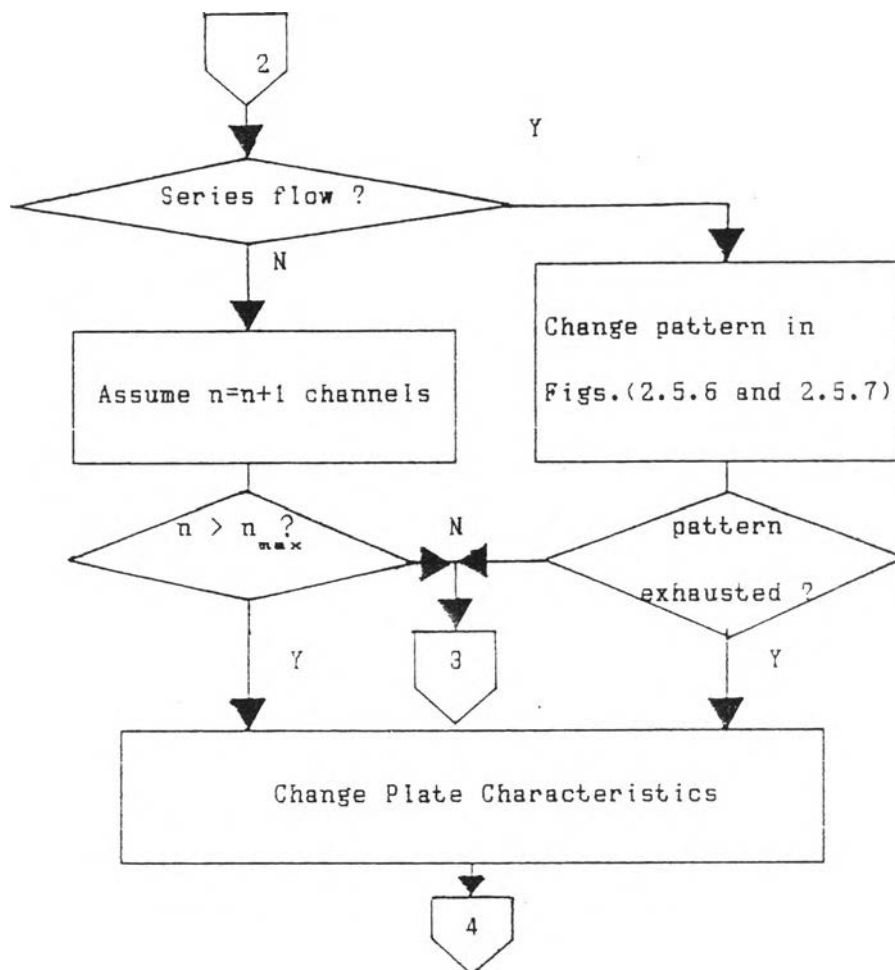 2
Y
Series flow ?
N
Change pattern in
Figs.(2.5.6 and 2.5.7)
Assume n=n+1 channels
n > n max ?
N
pattern
exhausted ?
Y
3
Y
Change Plate Characteristics
4